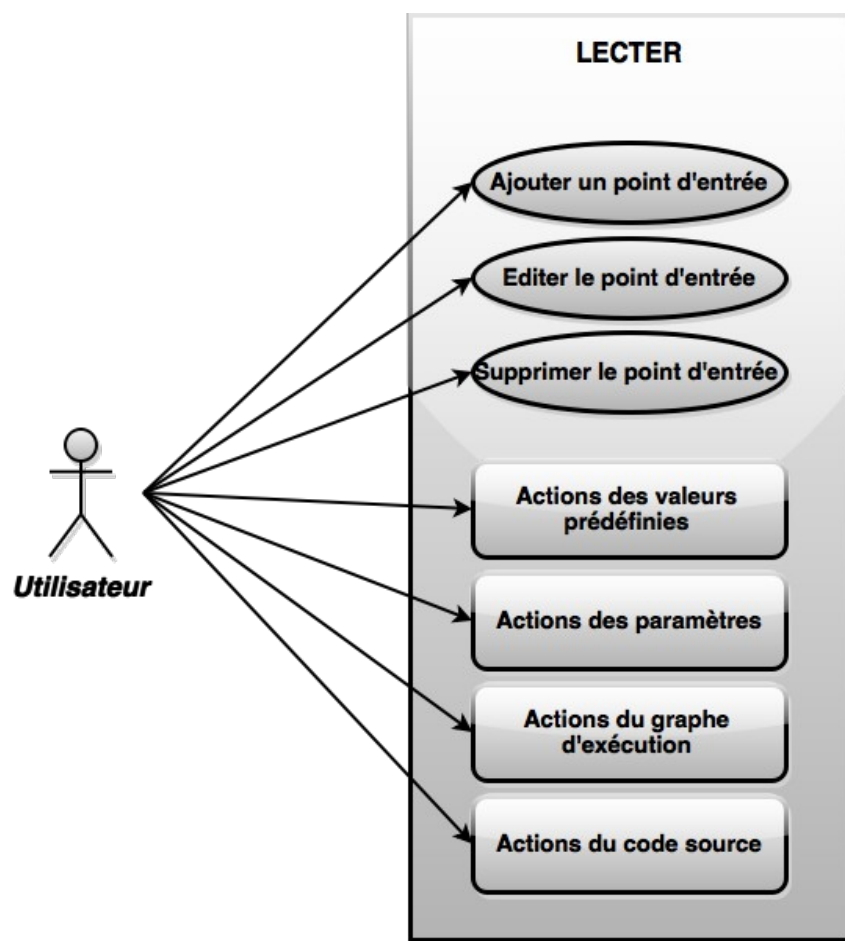 LECTER
Ajouter un point d'entrée
Editer le point d'entrée
Supprimer le point d'entrée
Actions des valeurs
prédéfinies
Actions des paramètres
Actions du graphe
d'exécution
Actions du code source
Utilisateur